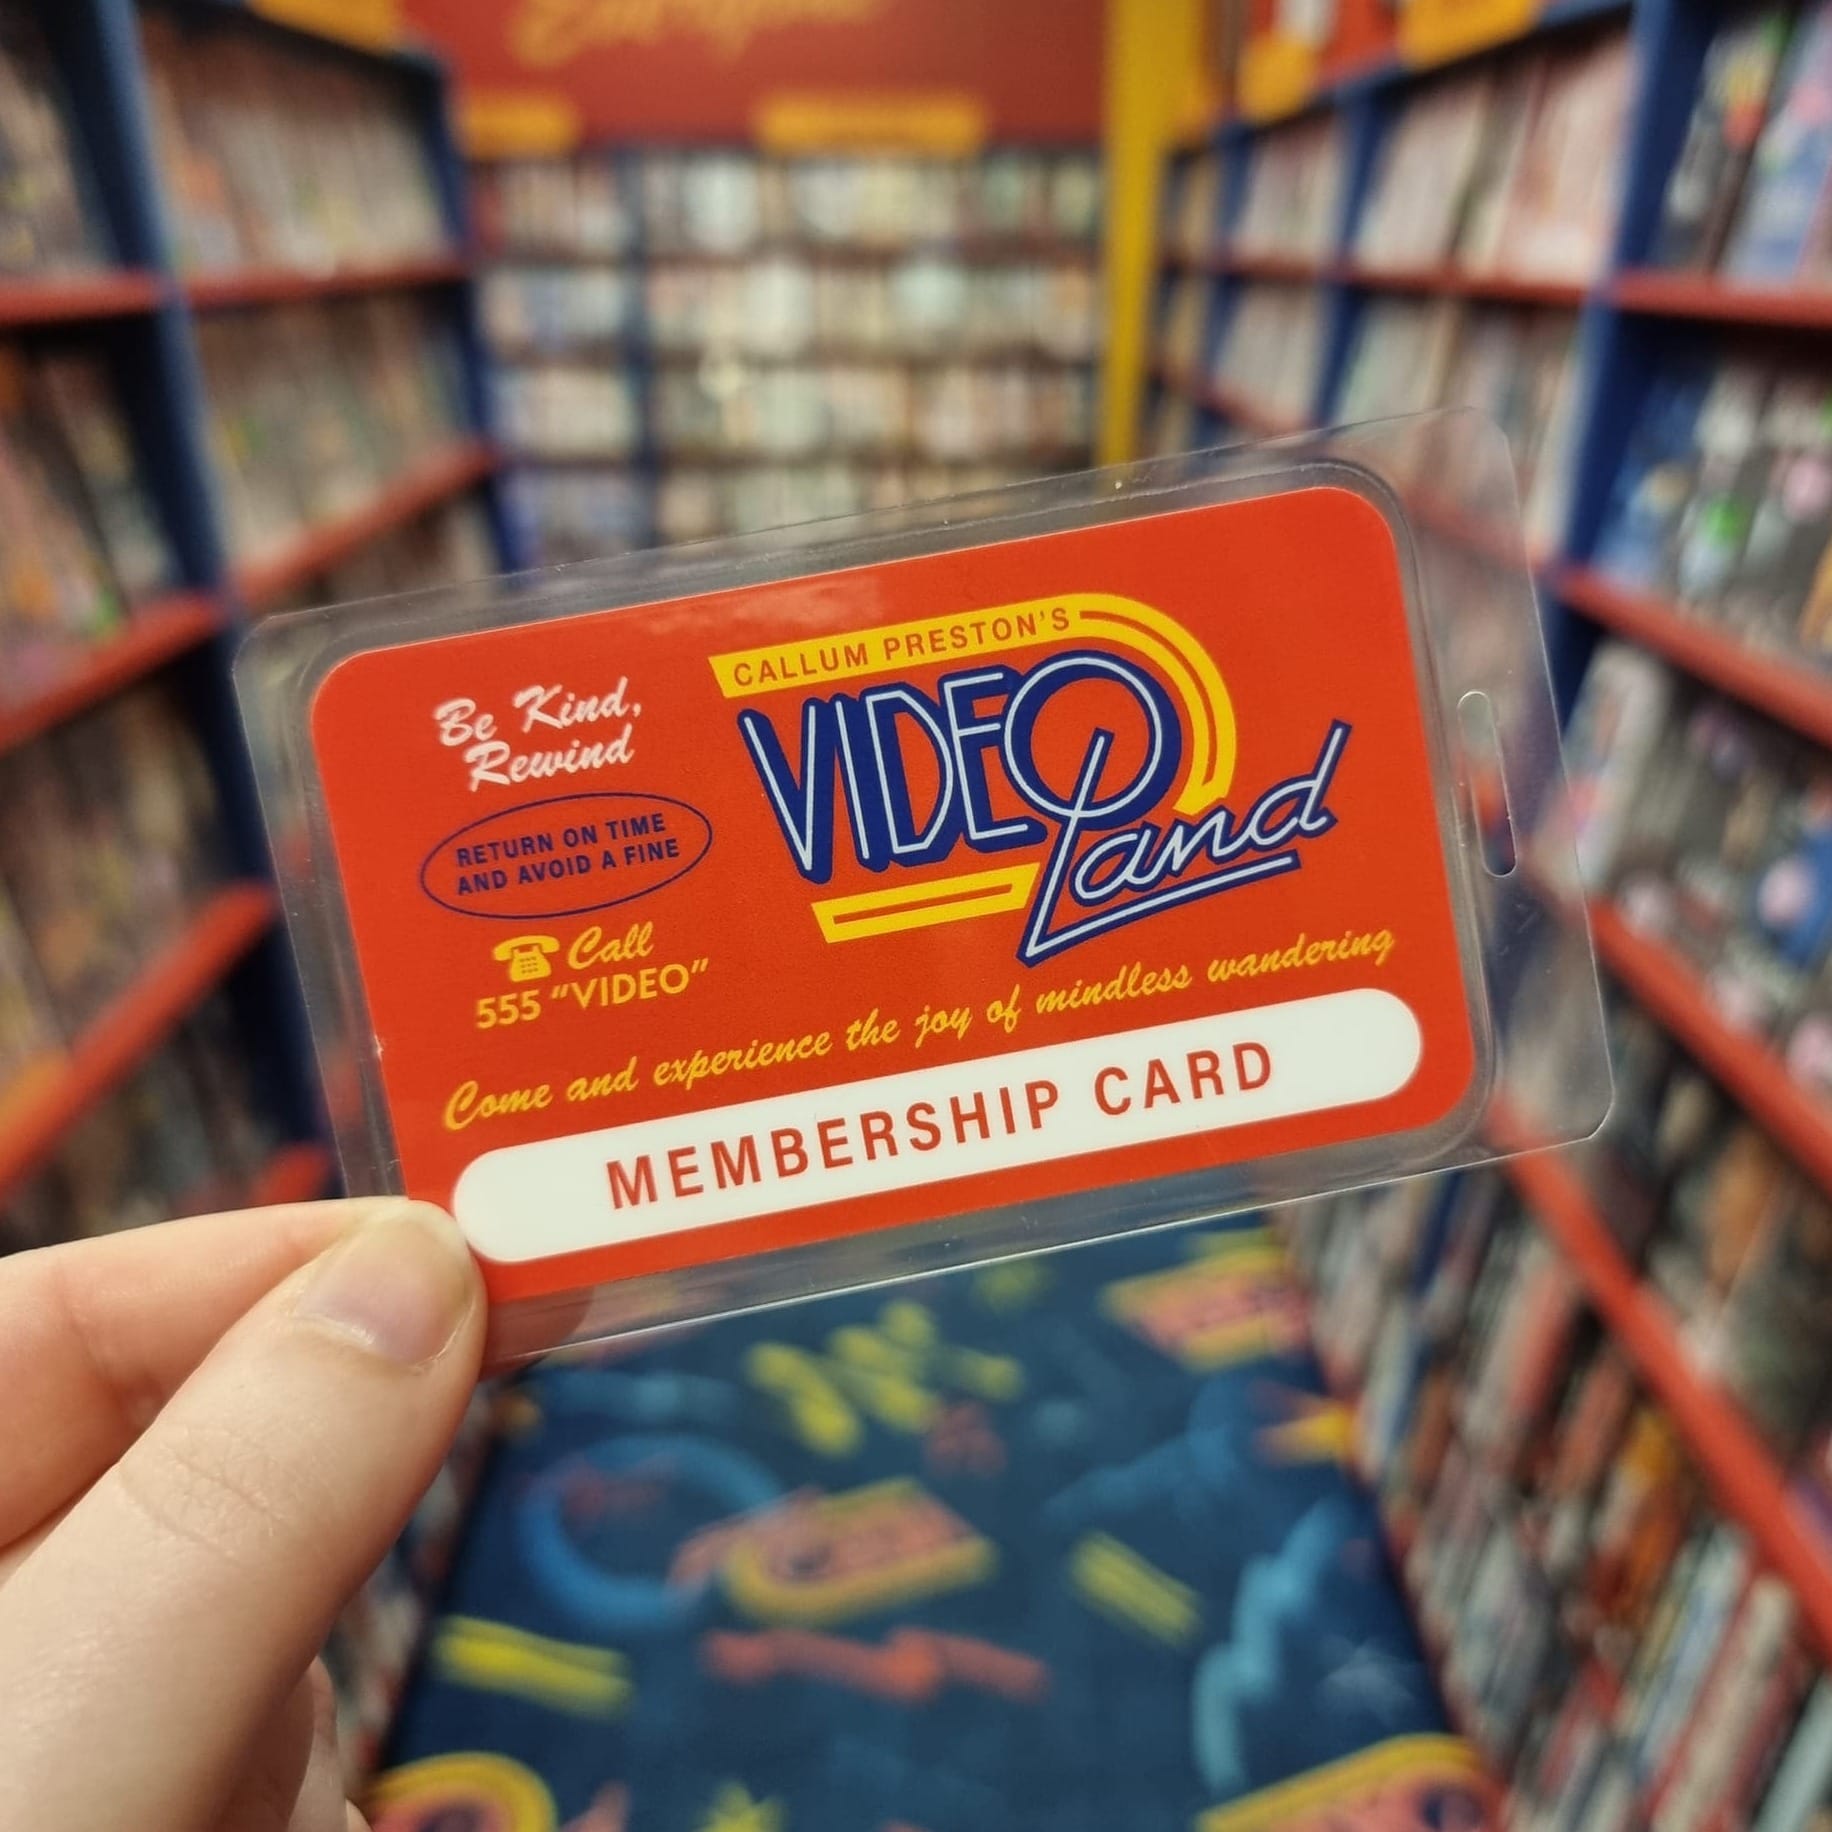 CALLUM PRESTON'S
VIDEO
Land
Be Kind,
Rewind
RETURN ON TIME
AND AVOID A FINE
Call
555 "VIDEO"
Come and experience the joy of mindless wandering
MEMBERSHIP CARD